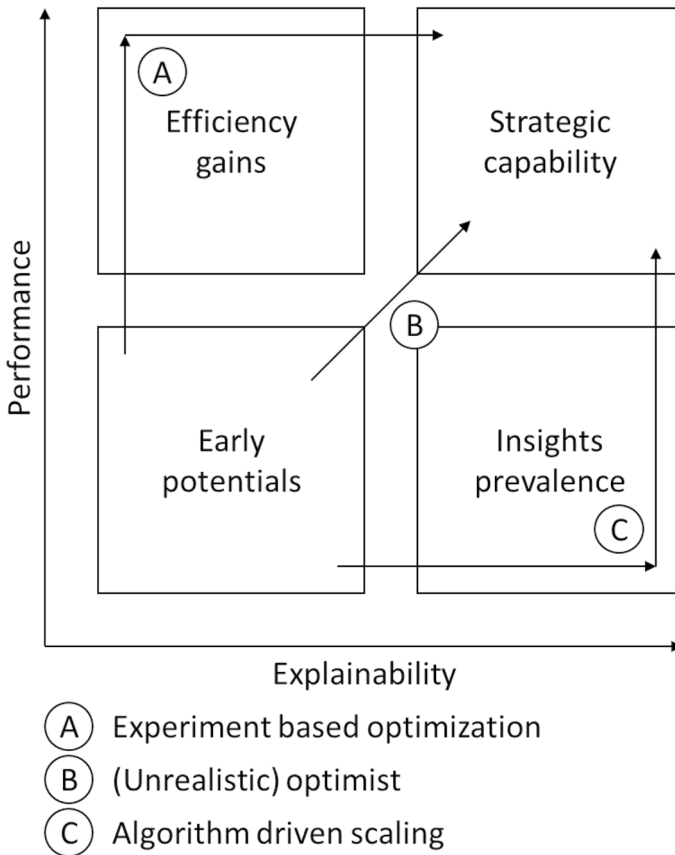 A
Efficiency
gains
Strategic
capability
Performance
B
Early
potentials
Insights
prevalence
C
Explainability
A Experiment based optimization
B (Unrealistic) optimist
C Algorithm driven scaling